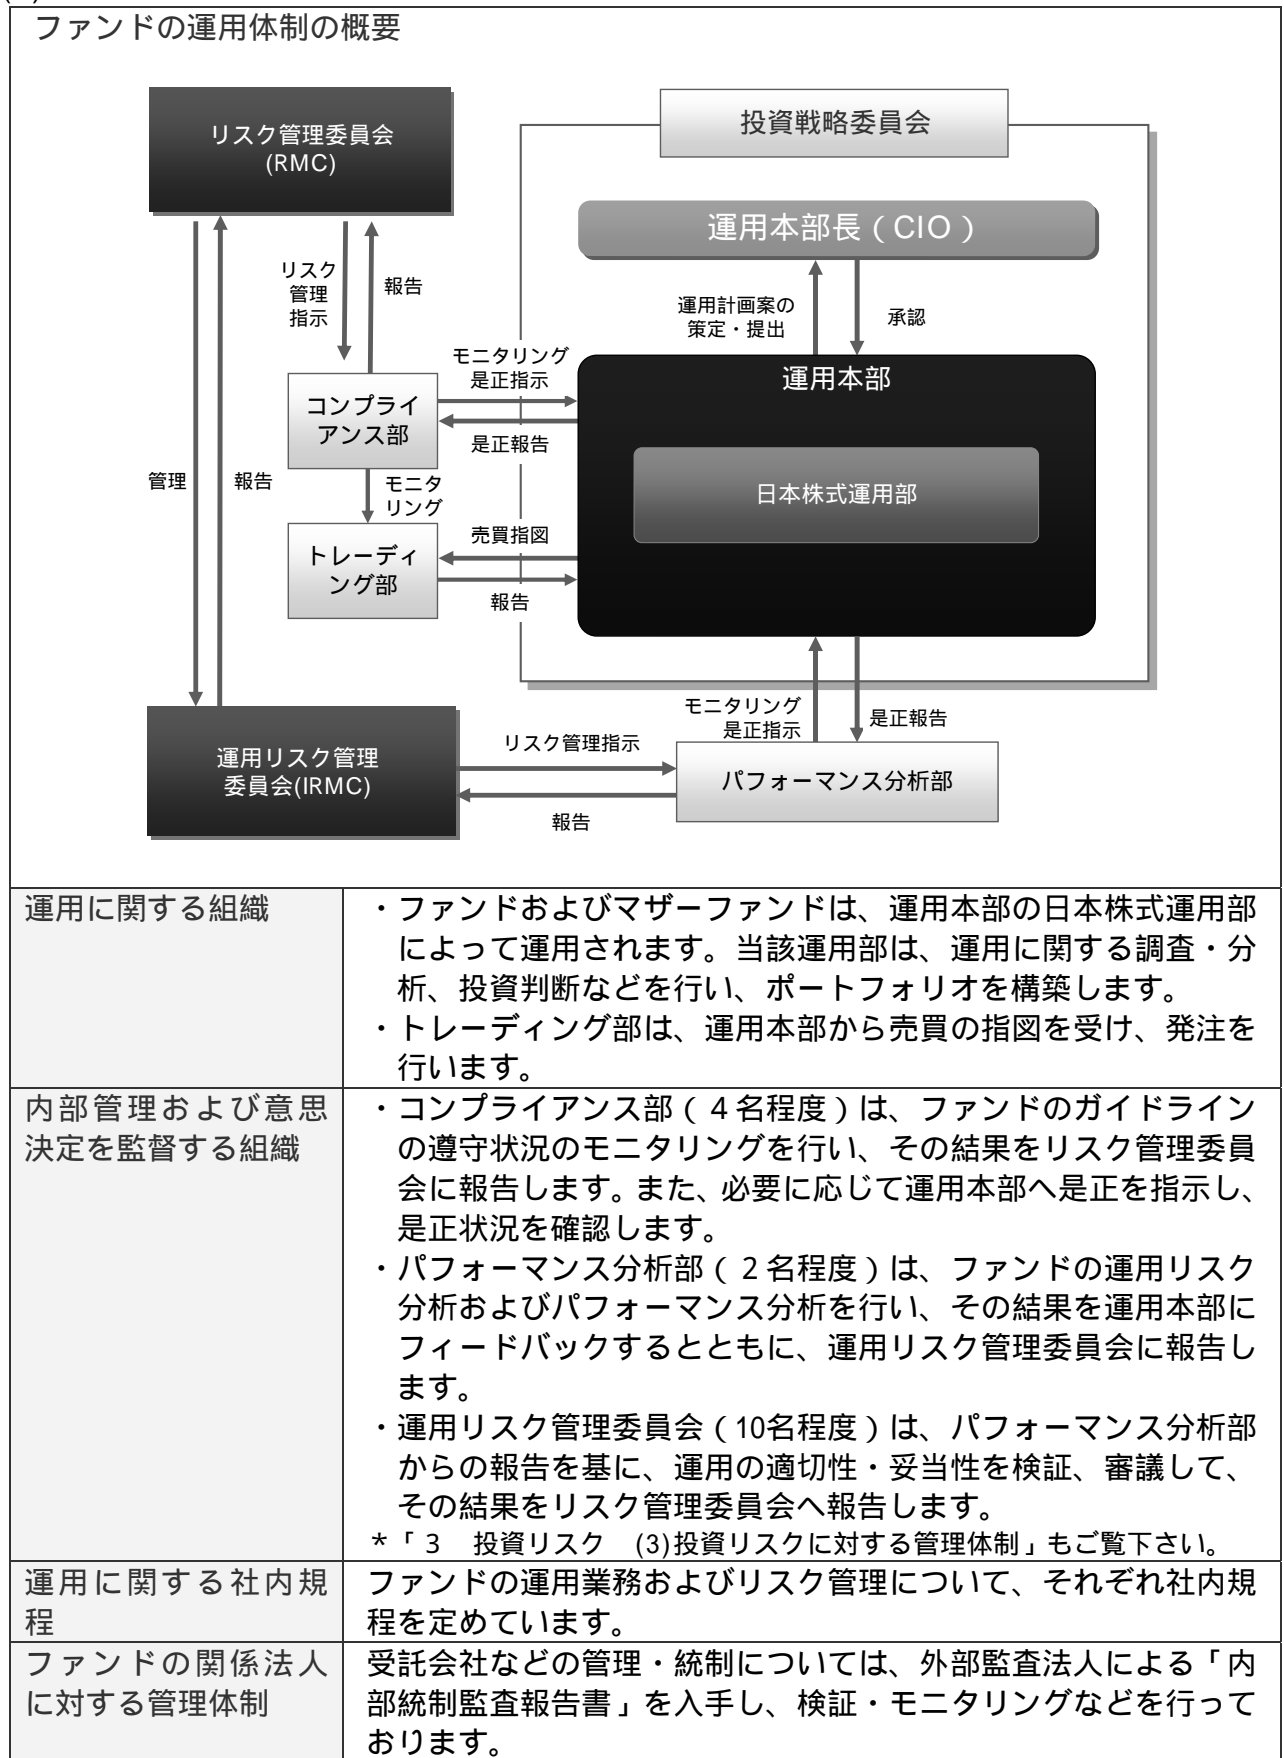 ファンドの運用体制の概要
リスク管理委員会
(RMC)
投資戦略委員会
運用本部長（CIO）
リスク
管理
指示
報告
運用計画案の
策定・提出
承認
モニタリング
是正指示
運用本部
コンプライ
アンス部
是正報告
管理
報告
モニタ
リング
日本株式運用部
売買指図
トレーディ
ング部
報告
モニタリング
是正指示
是正報告
運用リスク管理
委員会(IRMC)
リスク管理指示
パフォーマンス分析部
報告
運用に関する組織
・ファンドおよびマザーファンドは、運用本部の日本株式運用部
によって運用されます。当該運用部は、運用に関する調査・分
析、投資判断などを行い、ポートフォリオを構築します。
・トレーディング部は、運用本部から売買の指図を受け、発注を
行います。
内部管理および意思
決定を監督する組織
・コンプライアンス部（４名程度）は、ファンドのガイドライン
の遵守状況のモニタリングを行い、その結果をリスク管理委員
会に報告します。また、必要に応じて運用本部へ是正を指示し、
是正状況を確認します。
・パフォーマンス分析部（２名程度）は、ファンドの運用リスク
分析およびパフォーマンス分析を行い、その結果を運用本部に
フィードバックするとともに、運用リスク管理委員会に報告し
ます。
・運用リスク管理委員会（10名程度）は、パフォーマンス分析部
からの報告を基に、運用の適切性・妥当性を検証、審議して、
その結果をリスク管理委員会へ報告します。
＊「３　投資リスク　(3)投資リスクに対する管理体制」もご覧下さい。
運用に関する社内規
程
ファンドの運用業務およびリスク管理について、それぞれ社内規
程を定めています。
ファンドの関係法人
に対する管理体制
受託会社などの管理・統制については、外部監査法人による「内
部統制監査報告書」を入手し、検証・モニタリングなどを行って
おります。